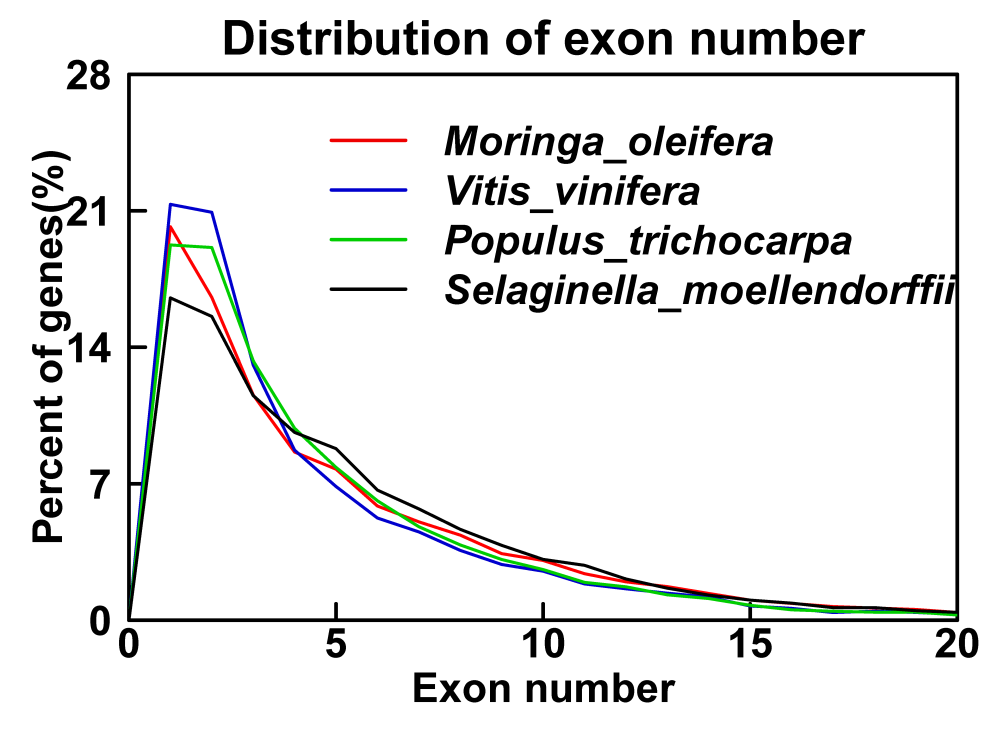 Distribution of exon number
28
21
14
7
0
Percent of genes(%)
Moringa_oleifera
Vitis_vinifera
Populus_trichocarpa
Selaginella_moellendorffii
0 5 10 15 20
Exon number